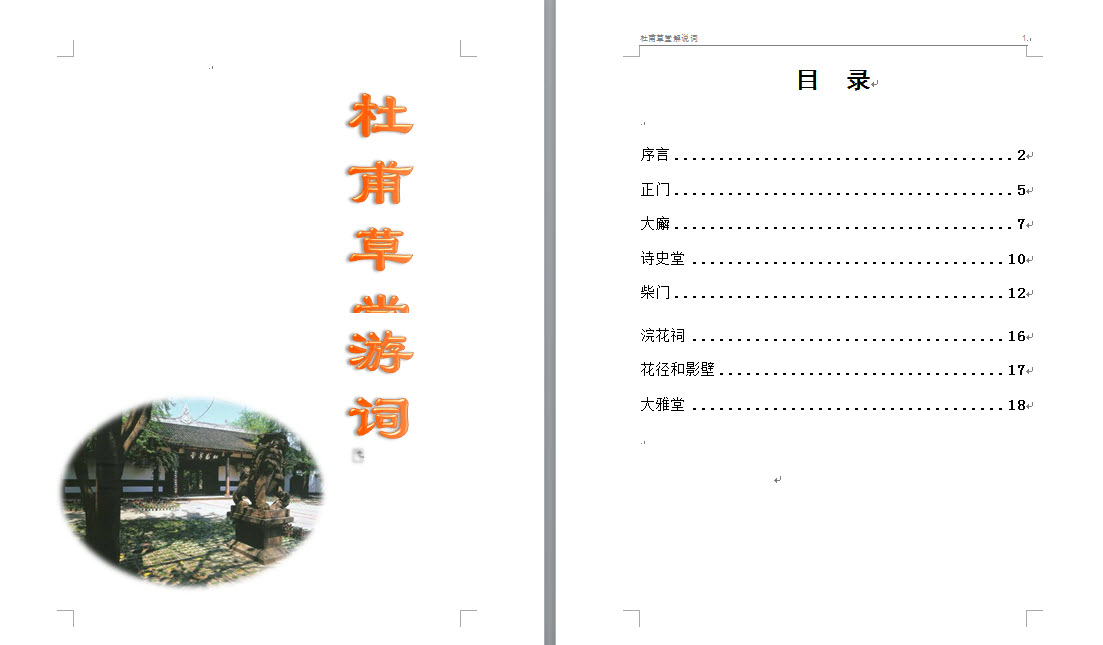 杜
甫
草
堂
游
词
杜甫草堂解说词 1
目 录
序言 2
正门 5
大廨 7
诗史堂 10
柴门 12
浣花祠 16
花径和影壁 17
大雅堂 18